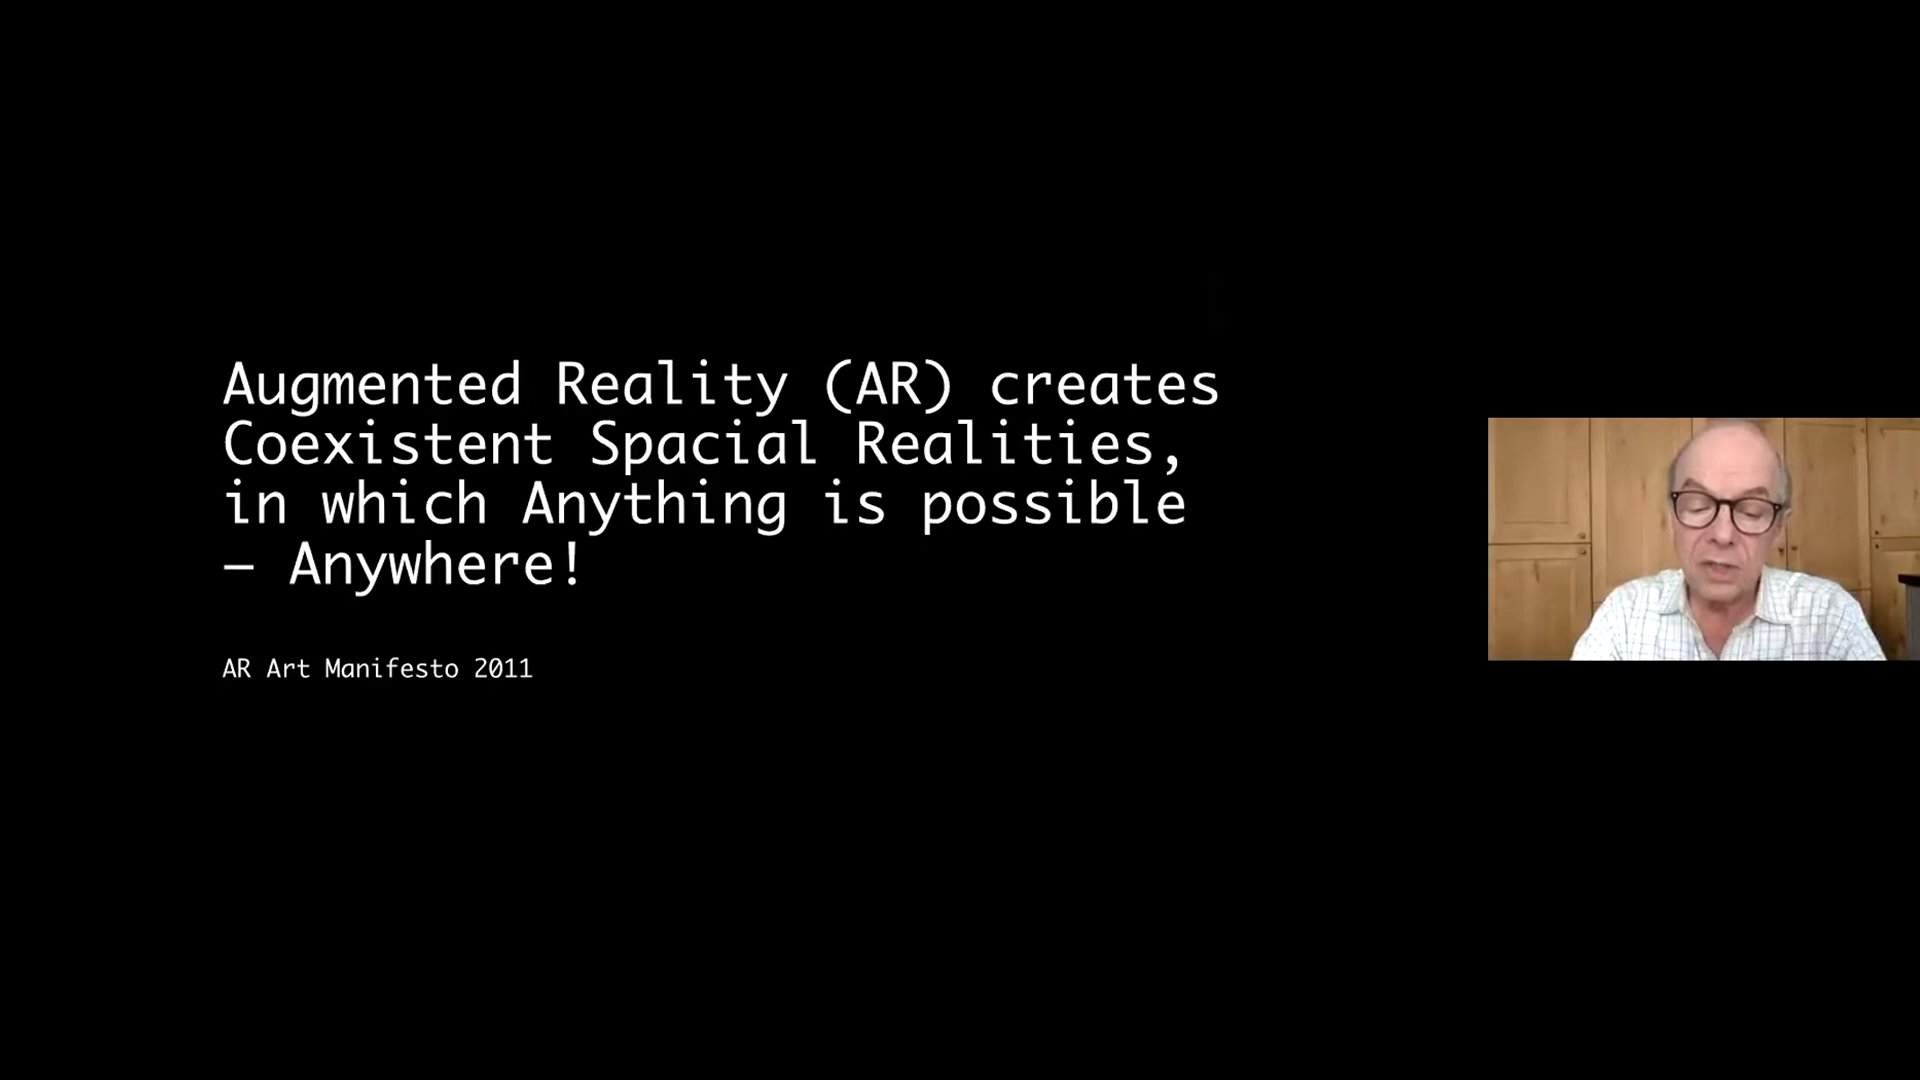 Augmented Reality (AR) creates
Coexistent Spacial Realities,
in which Anything is possible
– Anywhere!
AR Art Manifesto 2011